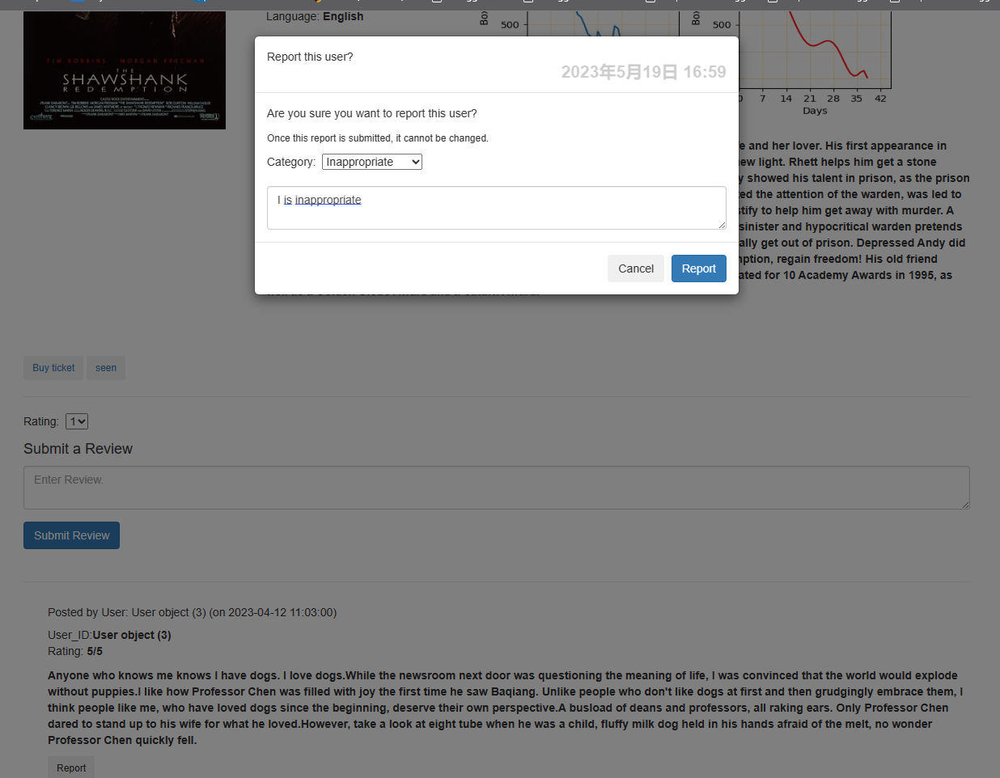 Language: English
500
500
TIM ROBBINS MORGAN FREEMAN
THE
SHAWSHANK
REDEMPTION
7 14 21 28 35 42
Days
Report this user?
2023年5月19日 16:59
Are you sure you want to report this user?
Once this report is submitted, it cannot be changed.
Category: Inappropriate
I is inappropriate
Cancel Report
e and her lover. His first appearance in
ew light. Rhett helps him get a stone
y showed his talent in prison, as the prison
ed the attention of the warden, was led to
stify to help him get away with murder. A
sinister and hypocritical warden pretends
ally get out of prison. Depressed Andy did
mption, regain freedom! His old friend
ated for 10 Academy Awards in 1995, as
Buy ticket seen
Rating: 1
Submit a Review
Enter Review.
Submit Review
Posted by User: User object (3) (on 2023-04-12 11:03:00)
User_ID:User object (3)
Rating: 5/5
Anyone who knows me knows I have dogs. I love dogs.While the newsroom next door was questioning the meaning of life, I was convinced that the world would explode
without puppies.I like how Professor Chen was filled with joy the first time he saw Baqiang. Unlike people who don't like dogs at first and then grudgingly embrace them, I
think people like me, who have loved dogs since the beginning, deserve their own perspective.A busload of deans and professors, all raking ears. Only Professor Chen
dared to stand up to his wife for what he loved.However, take a look at eight tube when he was a child, fluffy milk dog held in his hands afraid of the melt, no wonder
Professor Chen quickly fell.
Report